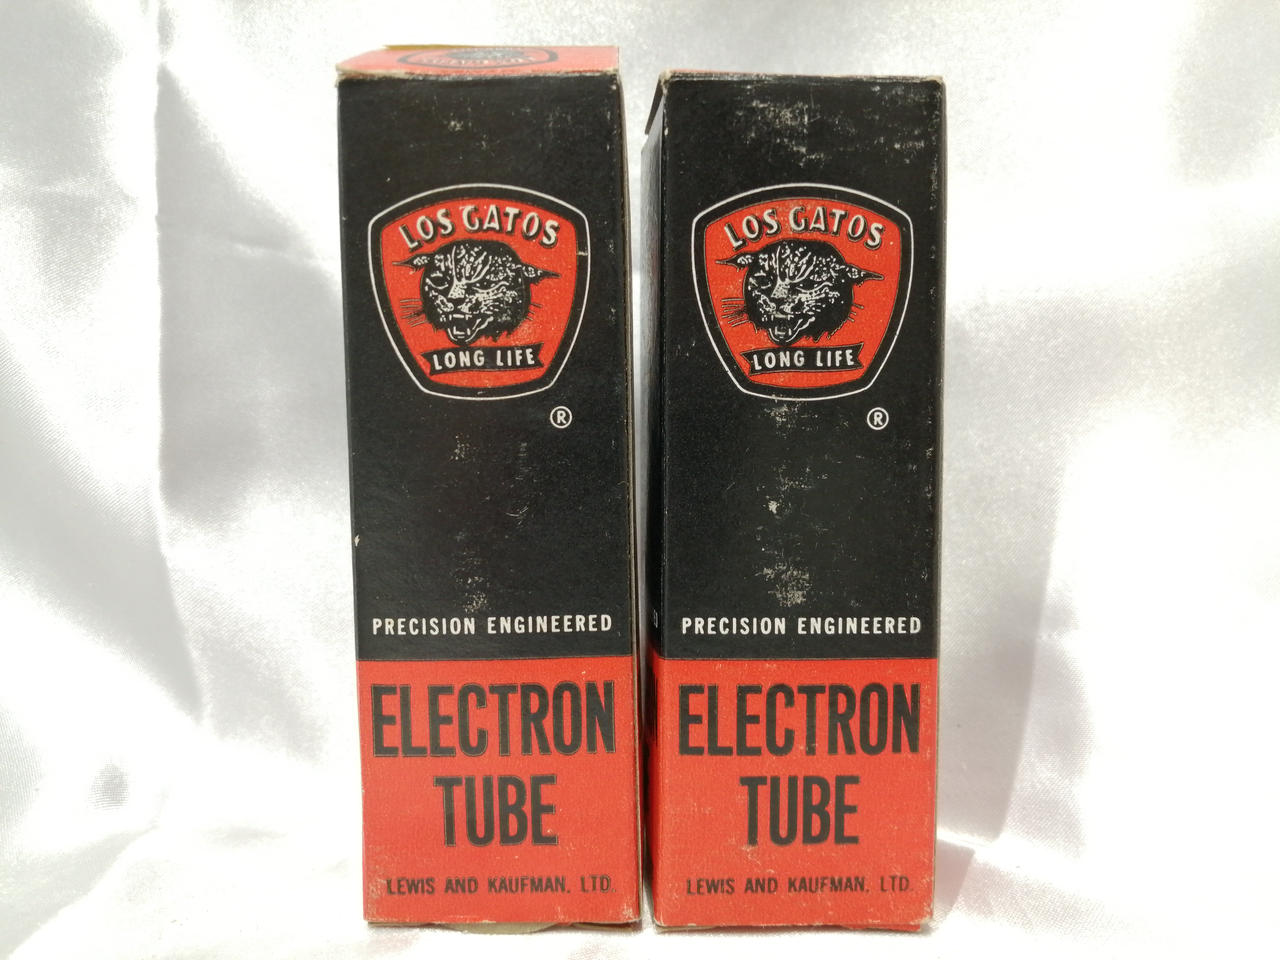 LOS GATOS
LONG LIFE
®
PRECISION ENGINEERED
ELECTRON
TUBE
LEWIS AND KAUFMAN, LTD.
LOS GATOS
LONG LIFE
®
PRECISION ENGINEERED
ELECTRON
TUBE
LEWIS AND KAUFMAN, LTD.